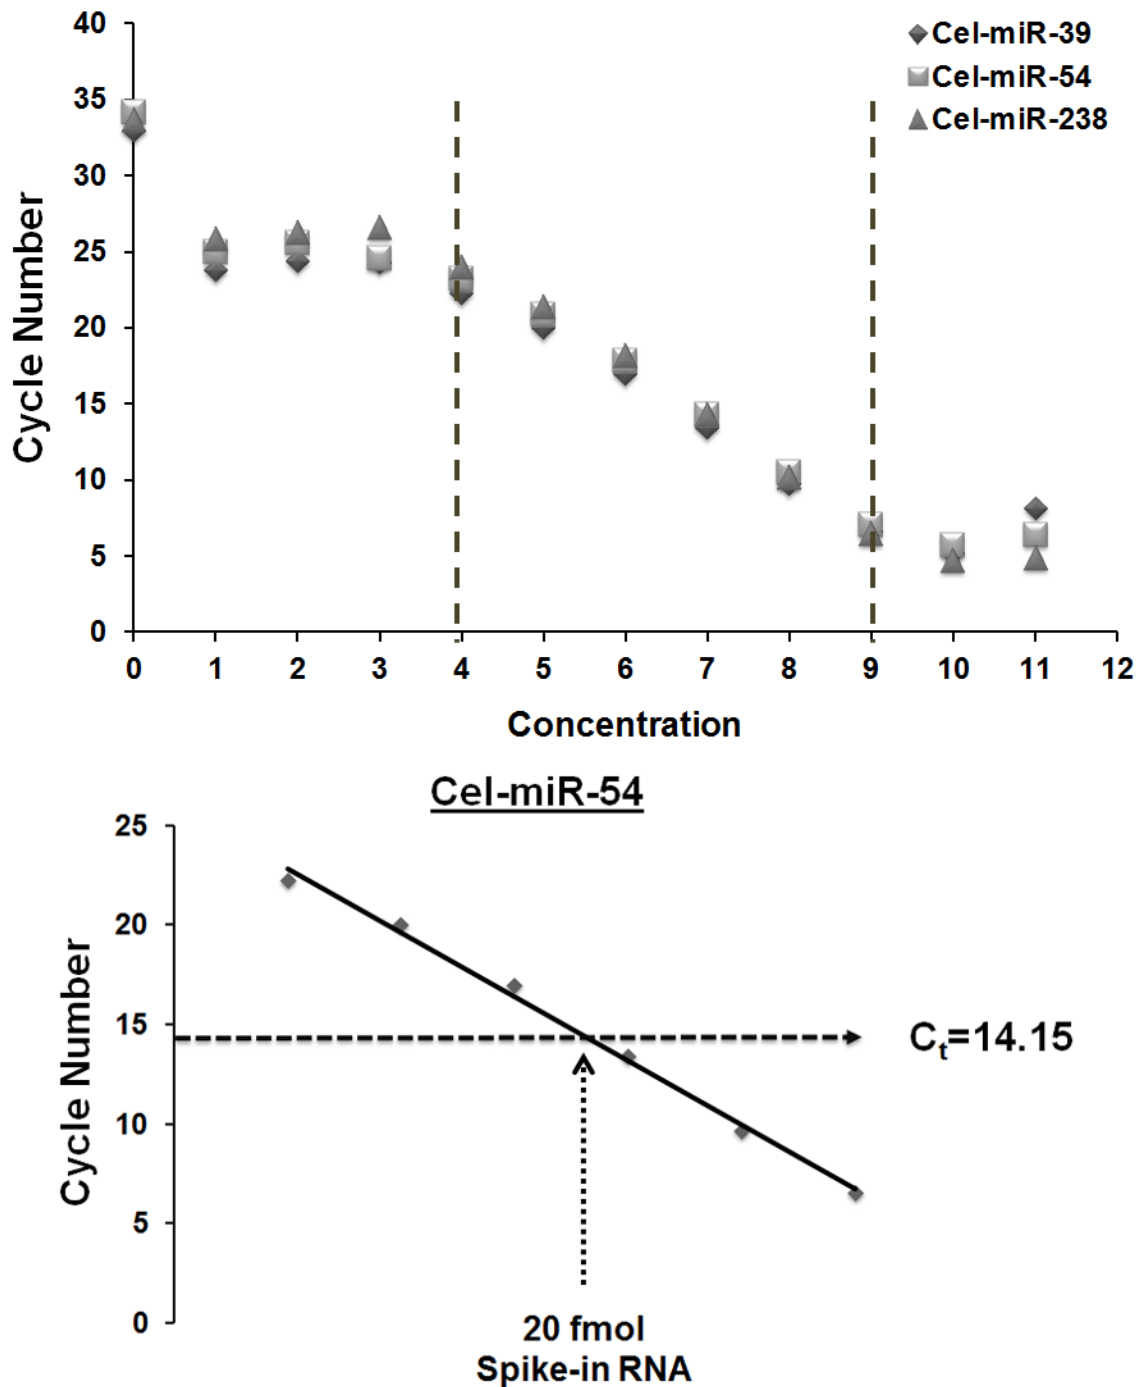 40
35
30
25
20
15
10
5
0
Cycle Number
Cel-miR-39
Cel-miR-54
Cel-miR-238
0 1 2 3 4 5 6 7 8 9 10 11 12
Concentration
Cel-miR-54
25
20
15
10
5
0
Cycle Number
Ct=14.15
20 fmol
Spike-in RNA